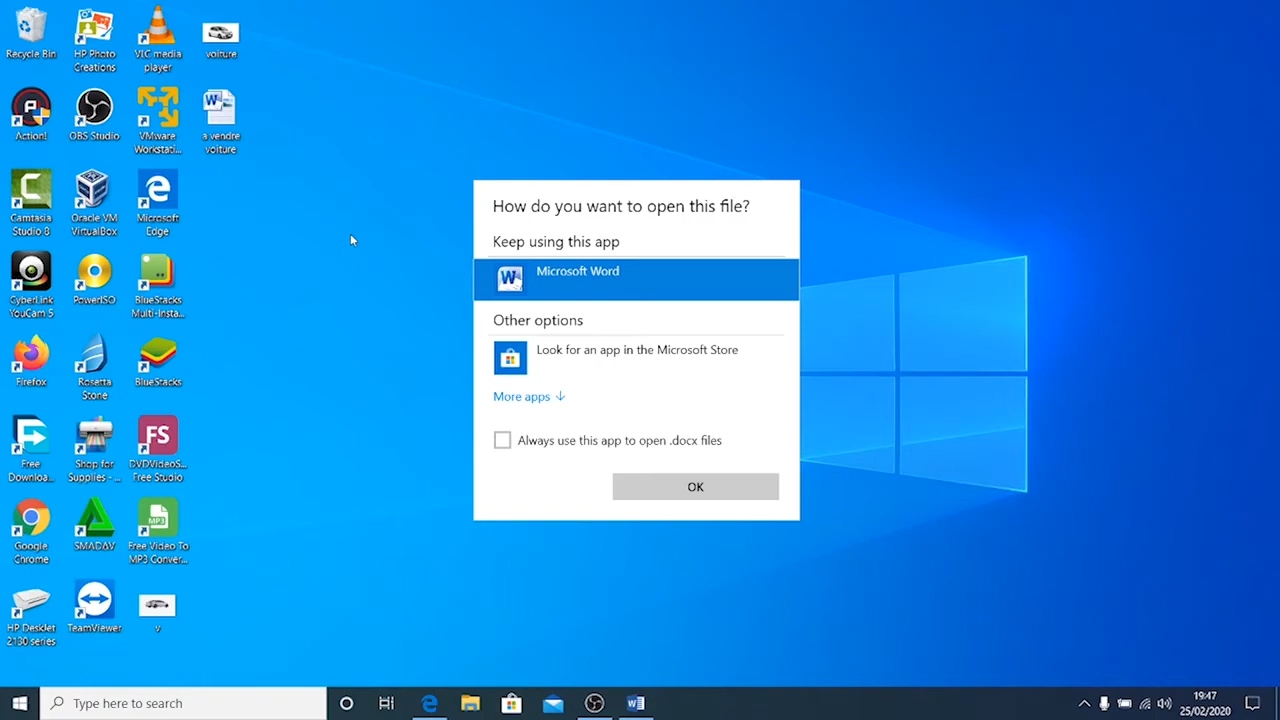 Recycle Bin
HP Photo
Creations
VLC media
player
voiture
Action!
OBS Studio
VMware
Workstati...
a vendre
voiture
Camtasia
Studio 8
Oracle VM
VirtualBox
Microsoft
Edge
CyberLink
YouCam 5
PowerISO
BlueStacks
Multi-Insta...
Firefox
Rosetta
Stone
BlueStacks
Free
Downloa...
Shop for
Supplies - ...
FS
DVDVideoS...
Free Studio
Google
Chrome
SMADAV
MP3
Free Video To
MP3 Conver...
HP DeskJet
2130 series
TeamViewer
v
How do you want to open this file?
Keep using this app
Microsoft Word
Other options
Look for an app in the Microsoft Store
More apps
Always use this app to open .docx files
OK
Type here to search
19:47
25/02/2020